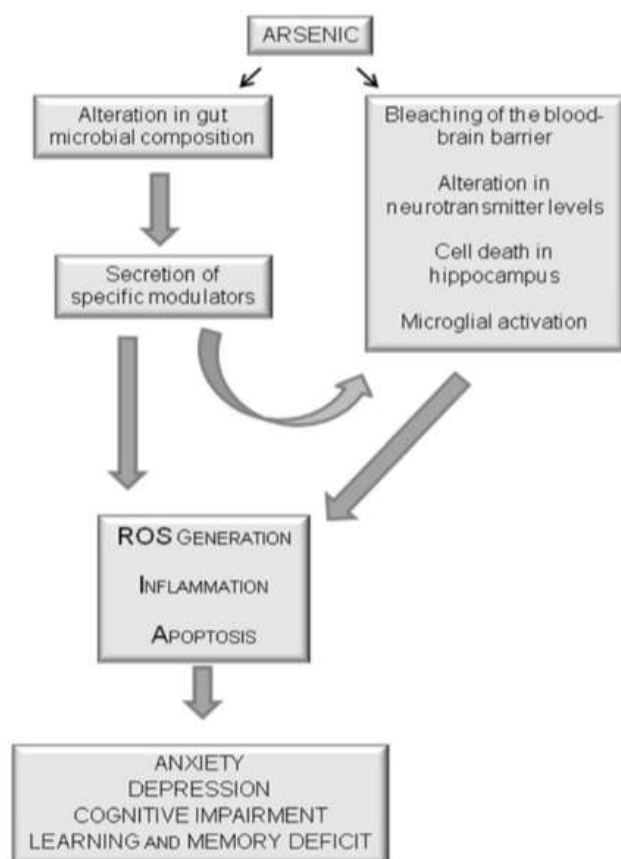 ARSENIC
Alteration in gut
microbial composition
Bleaching of the blood-
brain barrier
Alteration in
neurotransmitter levels
Cell death in
hippocampus
Microglial activation
Secretion of
specific modulators
ROS GENERATION
INFLAMMATION
APOPTOSIS
ANXIETY
DEPRESSION
COGNITIVE IMPAIRMENT
LEARNING AND MEMORY DEFICIT